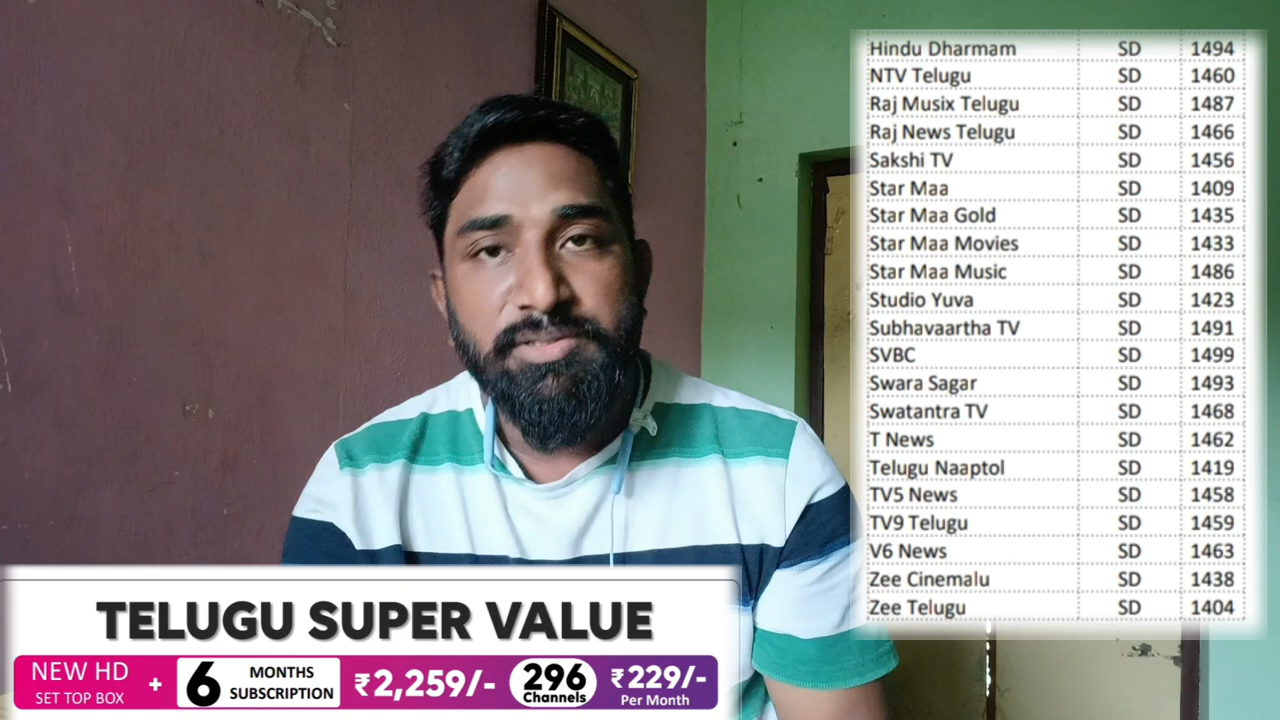 Hindu Dharmam SD 1494
NTV Telugu SD 1460
Raj Musix Telugu SD 1487
Raj News Telugu SD 1466
Sakshi TV SD 1456
Star Maa SD 1409
Star Maa Gold SD 1435
Star Maa Movies SD 1433
Star Maa Music SD 1486
Studio Yuva SD 1423
Subhavaartha TV SD 1491
SVBC SD 1499
Swara Sagar SD 1493
Swatantra TV SD 1468
T News SD 1462
Telugu Naaptol SD 1419
TV5 News SD 1458
TV9 Telugu SD 1459
V6 News SD 1463
Zee Cinemalu SD 1438
Zee Telugu SD 1404
TELUGU SUPER VALUE
NEW HD
SET TOP BOX
+
6
MONTHS
SUBSCRIPTION
₹2,259/-
296
Channels
₹229/-
Per Month